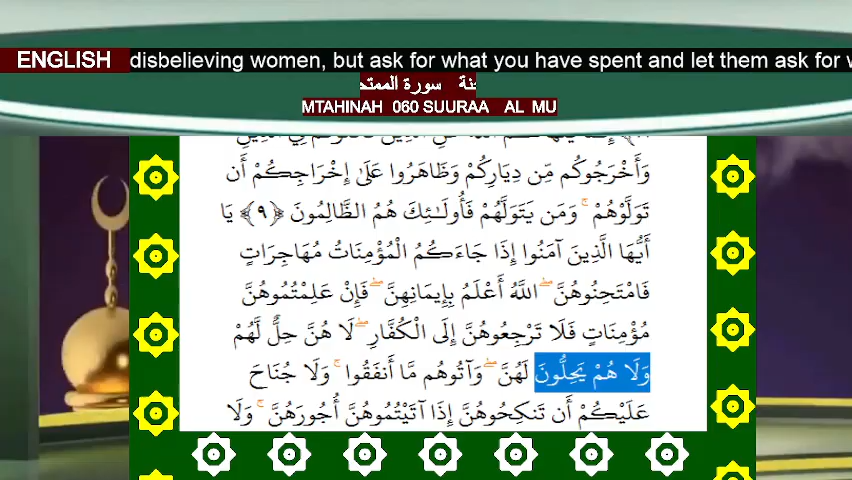 ENGLISH disbelieving women, but ask for what you have spent and let them ask for
سورة الممتحنة
MTAHINAH 060 SUURAA AL MU
وَأَخْرَجُوكُم مِّن دِيَارِكُمْ وَظَاهَرُوا عَلَىٰ إِخْرَاجِكُمْ أَن
تَوَلَّوْهُمْ ۚ وَمَن يَتَوَلَّهُمْ فَأُولَـٰئِكَ هُمُ الظَّالِمُونَ ﴿٩﴾ يَا
أَيُّهَا الَّذِينَ آمَنُوا إِذَا جَاءَكُمُ الْمُؤْمِنَاتُ مُهَاجِرَاتٍ
فَامْتَحِنُوهُنَّ ۖ اللَّهُ أَعْلَمُ بِإِيمَانِهِنَّ ۖ فَإِنْ عَلِمْتُمُوهُنَّ
مُؤْمِنَاتٍ فَلَا تَرْجِعُوهُنَّ إِلَى الْكُفَّارِ ۖ لَا هُنَّ حِلٌّ لَّهُمْ
وَلَا هُمْ يَحِلُّونَ لَهُنَّ ۖ وَآتُوهُم مَّا أَنفَقُوا ۚ وَلَا جُنَاحَ
عَلَيْكُمْ أَن تَنكِحُوهُنَّ إِذَا آتَيْتُمُوهُنَّ أُجُورَهُنَّ ۚ وَلَا